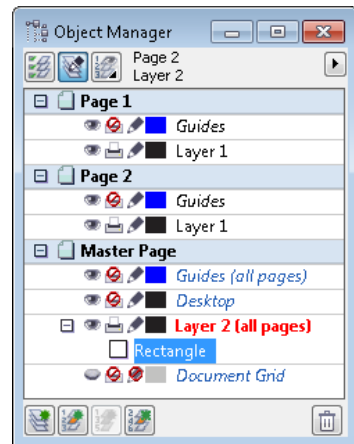 Object Manager
Page 2
Layer 2
Page 1
Guides
Layer 1
Page 2
Guides
Layer 1
Master Page
Guides (all pages)
Desktop
Layer 2 (all pages)
Rectangle
Document Grid